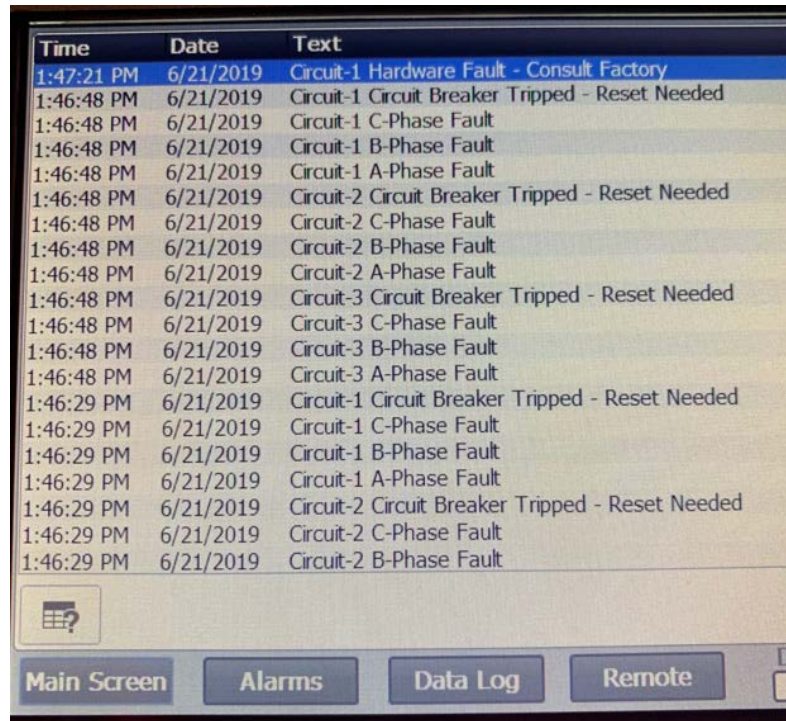 Time Date Text
1:47:21 PM 6/21/2019 Circuit-1 Hardware Fault - Consult Factory
1:46:48 PM 6/21/2019 Circuit-1 Circuit Breaker Tripped - Reset Needed
1:46:48 PM 6/21/2019 Circuit-1 C-Phase Fault
1:46:48 PM 6/21/2019 Circuit-1 B-Phase Fault
1:46:48 PM 6/21/2019 Circuit-1 A-Phase Fault
1:46:48 PM 6/21/2019 Circuit-2 Circuit Breaker Tripped - Reset Needed
1:46:48 PM 6/21/2019 Circuit-2 C-Phase Fault
1:46:48 PM 6/21/2019 Circuit-2 B-Phase Fault
1:46:48 PM 6/21/2019 Circuit-2 A-Phase Fault
1:46:48 PM 6/21/2019 Circuit-3 Circuit Breaker Tripped - Reset Needed
1:46:48 PM 6/21/2019 Circuit-3 C-Phase Fault
1:46:48 PM 6/21/2019 Circuit-3 B-Phase Fault
1:46:48 PM 6/21/2019 Circuit-3 A-Phase Fault
1:46:29 PM 6/21/2019 Circuit-1 Circuit Breaker Tripped - Reset Needed
1:46:29 PM 6/21/2019 Circuit-1 C-Phase Fault
1:46:29 PM 6/21/2019 Circuit-1 B-Phase Fault
1:46:29 PM 6/21/2019 Circuit-1 A-Phase Fault
1:46:29 PM 6/21/2019 Circuit-2 Circuit Breaker Tripped - Reset Needed
1:46:29 PM 6/21/2019 Circuit-2 C-Phase Fault
1:46:29 PM 6/21/2019 Circuit-2 B-Phase Fault
?
Main Screen Alarms Data Log Remote